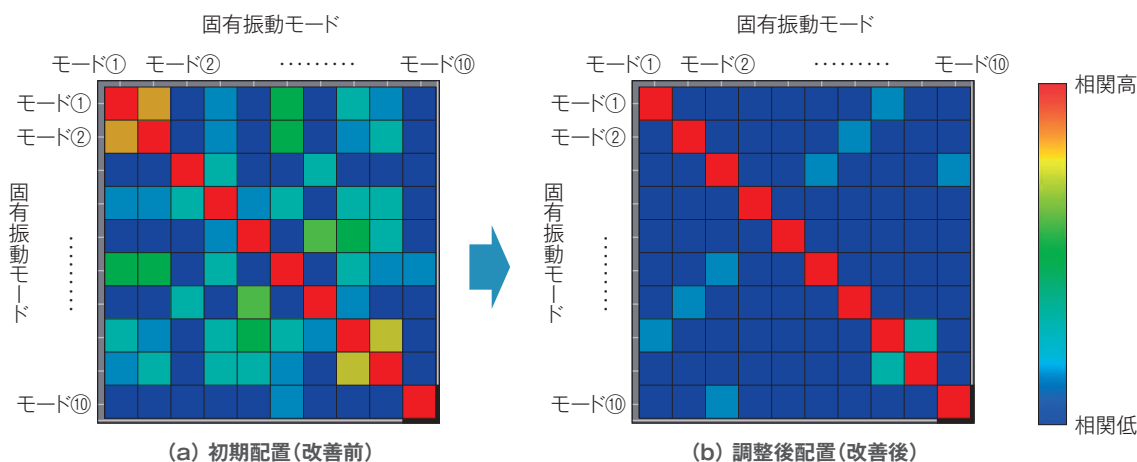 固有振動モード
モード① モード② ……… モード⑩
モード①
モード②
固有振動モード
………
モード⑩
(a) 初期配置(改善前)
固有振動モード
モード① モード② ……… モード⑩
モード①
モード②
固有振動モード
………
モード⑩
(b) 調整後配置(改善後)
相関高
相関低